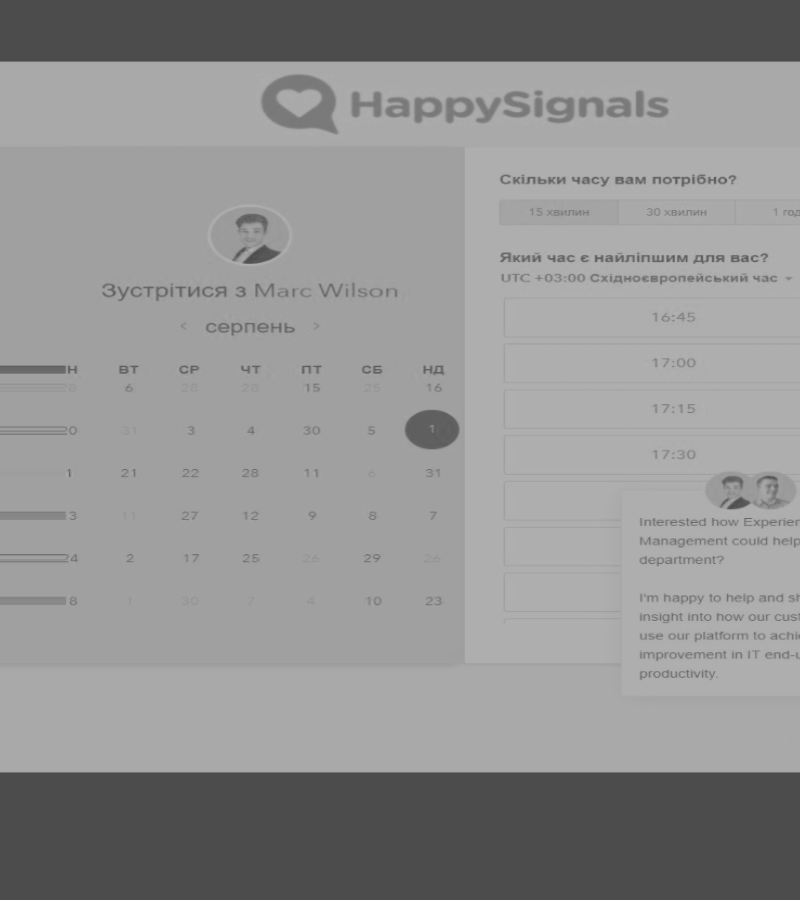 HappySignals
Зустрітися з Marc Wilson
‹ серпень ›
Н ВТ СР ЧТ ПТ СБ НД
8 6 28 28 15 25 16
20 31 3 4 30 5 1
1 21 22 28 11 6 31
3 11 27 12 9 8 7
24 2 17 25 26 29 26
8 1 30 7 4 10 23
Скільки часу вам потрібно?
15 хвилин 30 хвилин 1 год
Який час є найліпшим для вас?
UTC +03:00 Східноєвропейський час
16:45
17:00
17:15
17:30
Interested how Experien
Management could help
department?
I'm happy to help and sh
insight into how our cust
use our platform to achie
improvement in IT end-u
productivity.